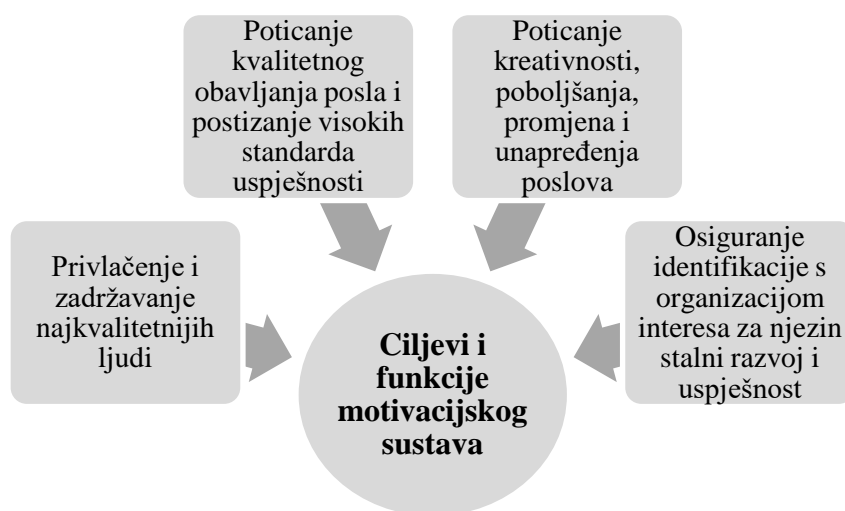 Poticanje
kvalitetnog
obavljanja posla i
postizanje visokih
standarda
uspješnosti
Poticanje
kreativnosti,
poboljšanja,
promjena i
unapređenja
poslova
Privlačenje i
zadržavanje
najkvalitetnijih
ljudi
Osiguranje
identifikacije s
organizacijom
interesa za njezin
stalni razvoj i
uspješnost
Ciljevi i
funkcije
motivacijskog
sustava